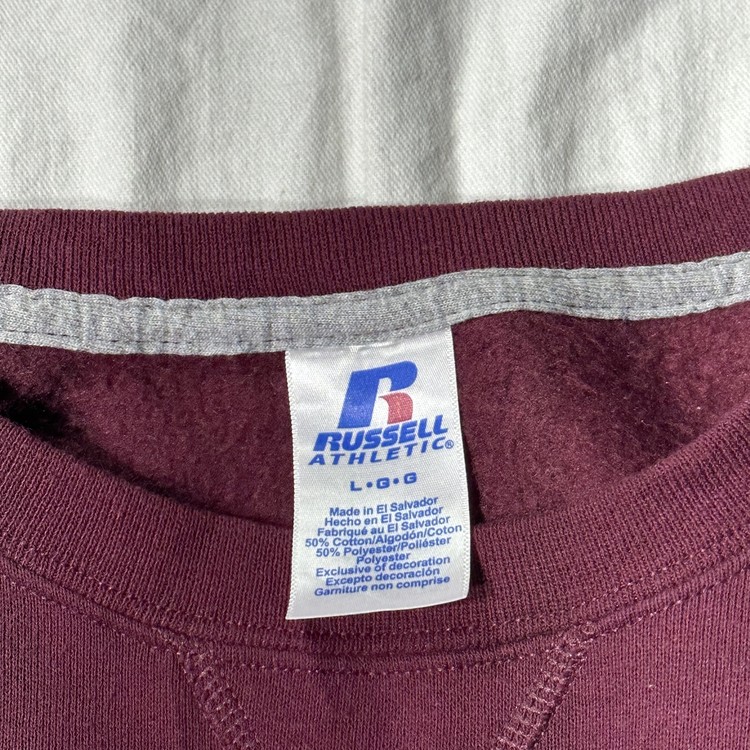 R
RUSSELL
ATHLETIC®
L•G•G
Made in El Salvador
Hecho en El Salvador
Fabriqué au El Salvador
50% Cotton/Algodón/Coton
50% Polyester/Poliéster
Polyester
Exclusive of decoration
Excepto decoración
Garniture non comprise